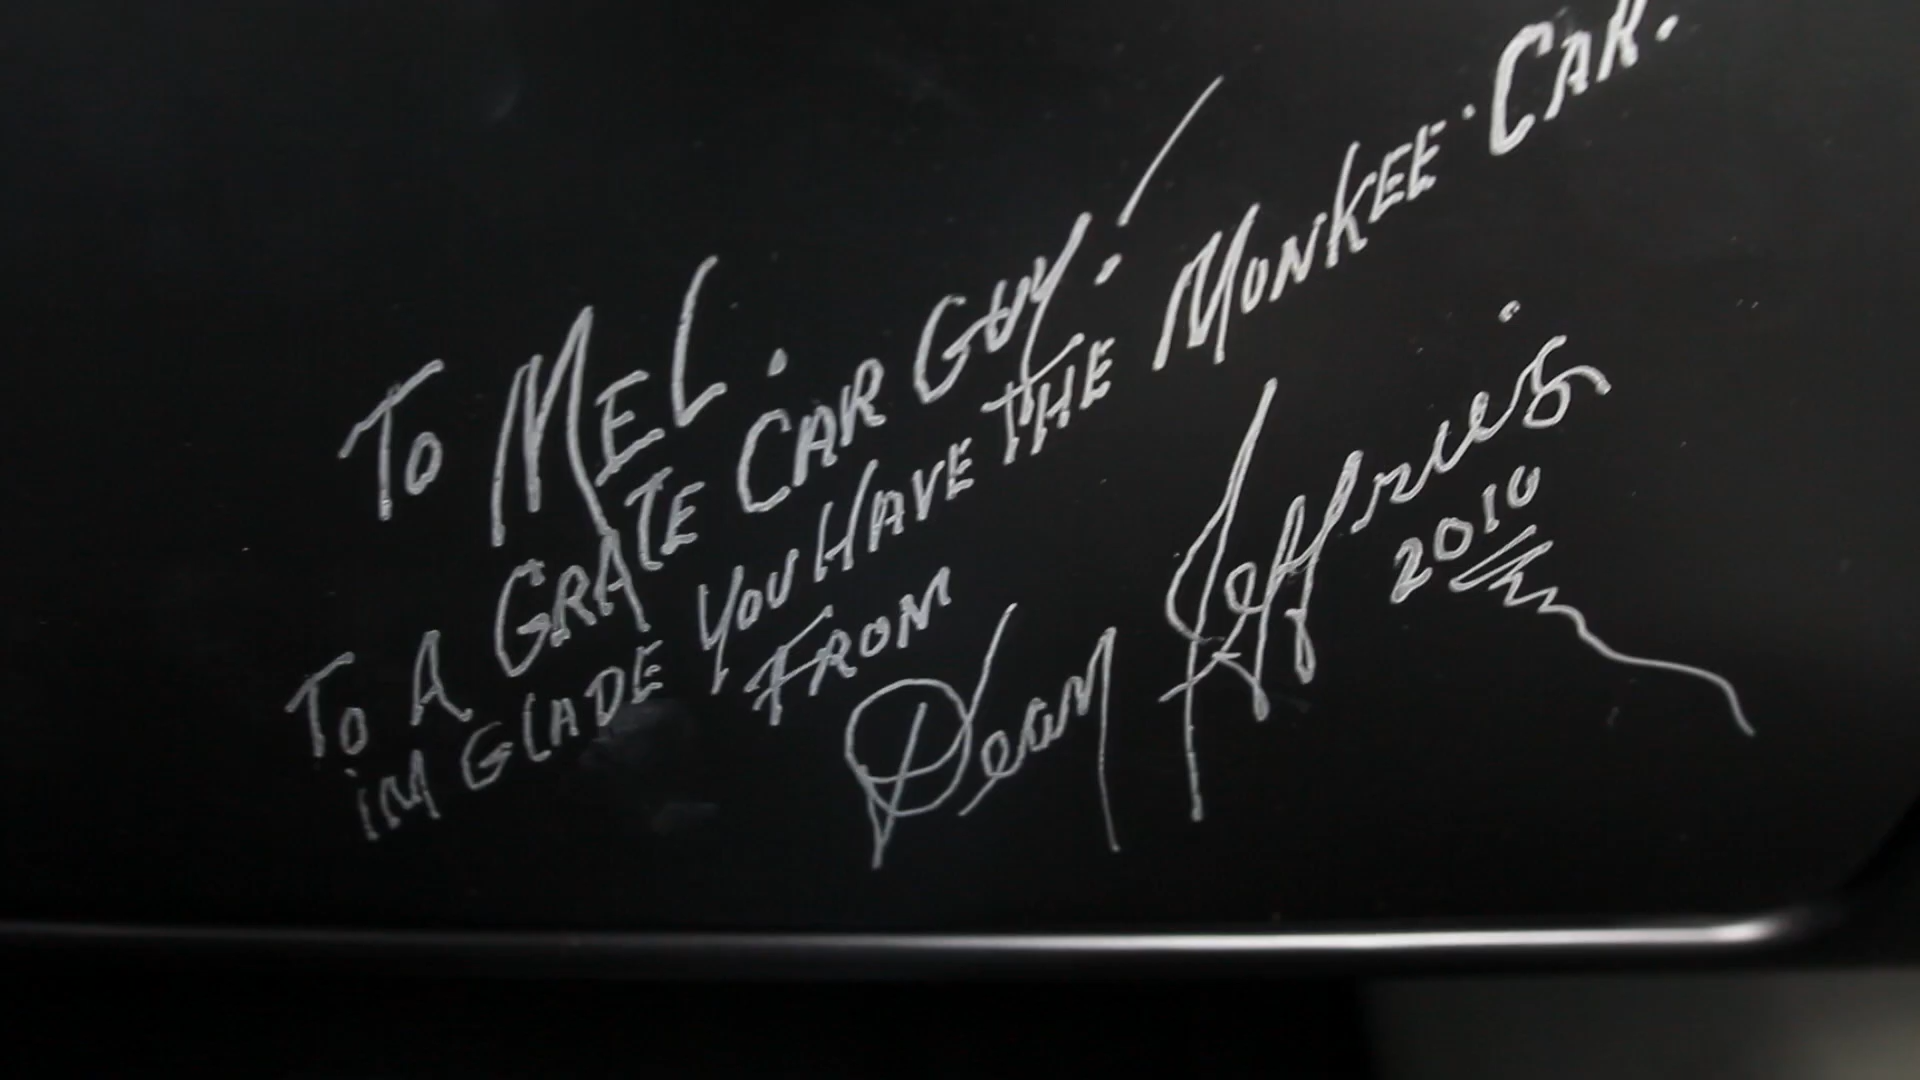 To MEL.
To A GRATE CAR GUY!
im GLADE YOU HAVE THE MONKEE·CAR.
FROM
Dean Jeffries
2010